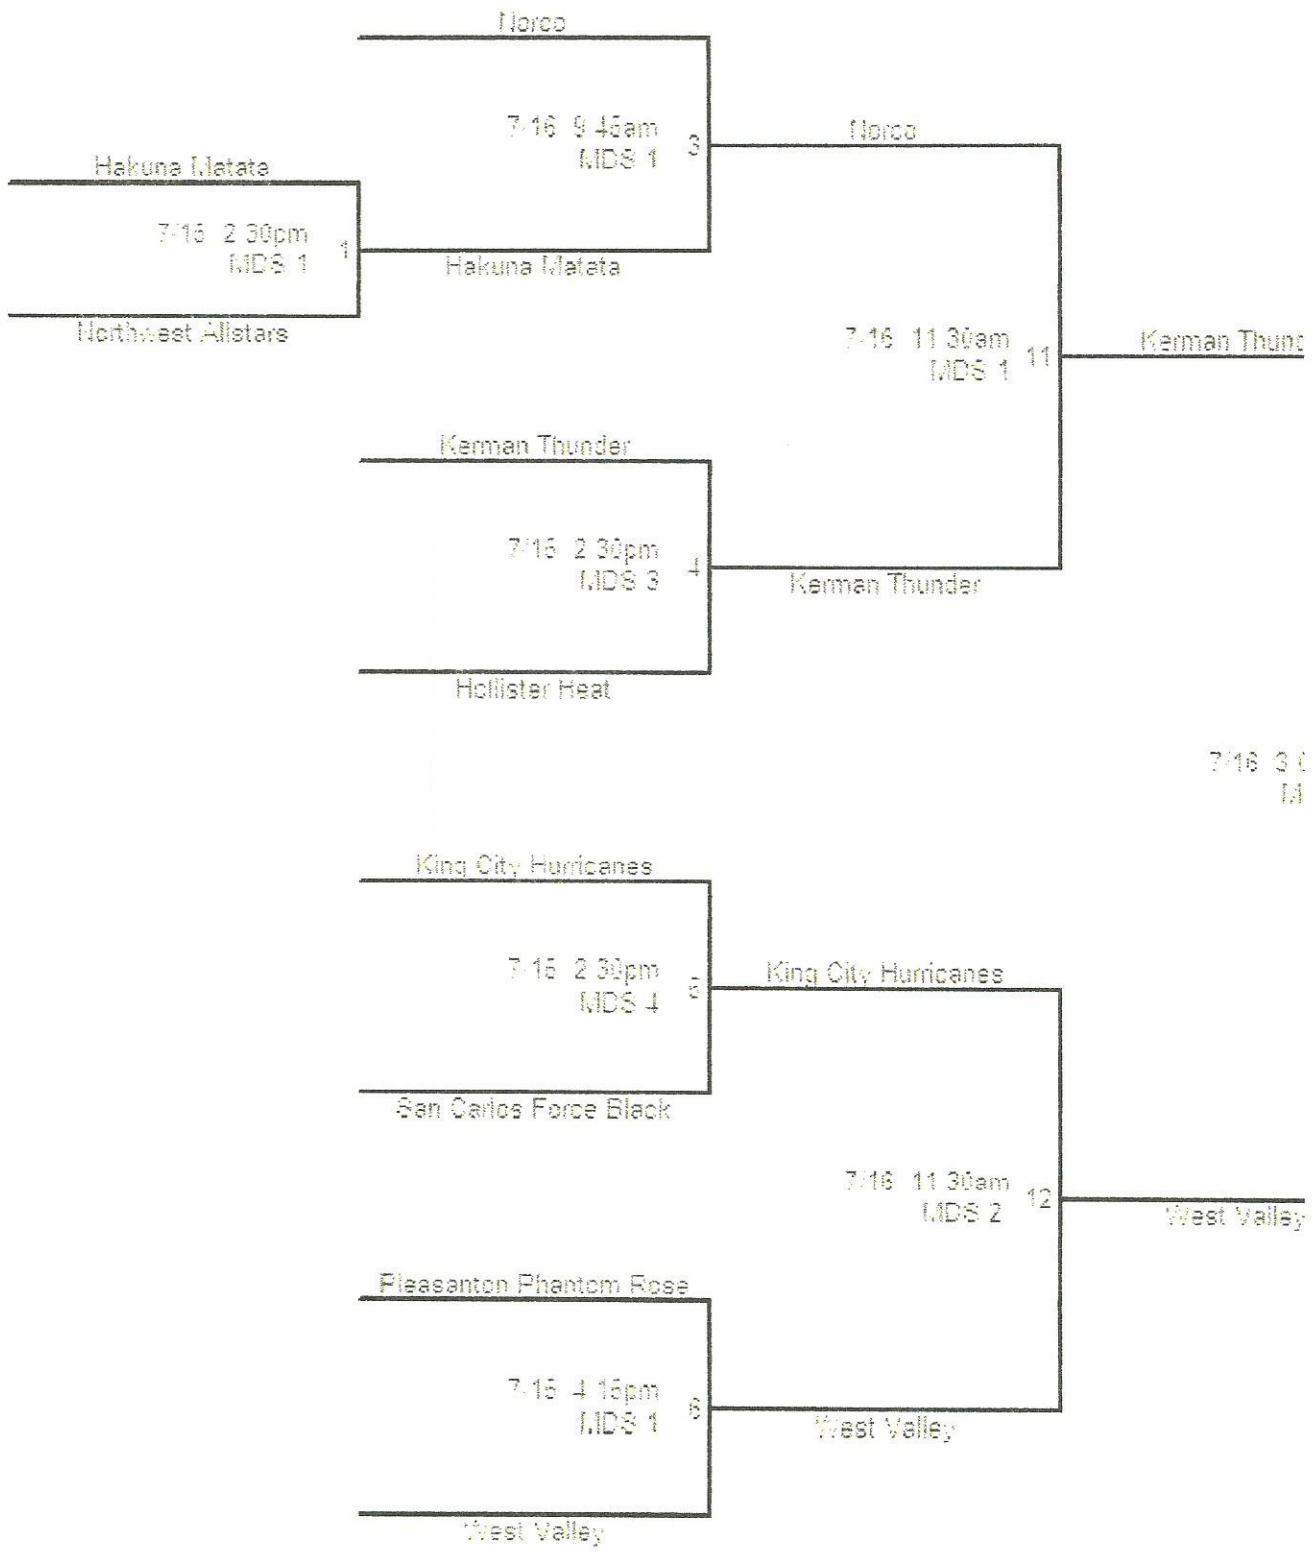 Norco
7/16 9 45am
MDS 1
3
Norco
Hakuna Matata
7/15 2 30pm
MDS 1
1
Hakuna Matata
Northwest Allstars
7/16 11 30am
MDS 1
11
Kerman Thund
Kerman Thunder
7/15 2 30pm
MDS 3
4
Kerman Thunder
Hollister Heat
7/16 3
M
King City Hurricanes
7/15 2 30pm
MDS 4
5
King City Hurricanes
San Carlos Force Black
7/16 11 30am
MDS 2
12
West Valley
Pleasanton Phantom Rose
7/15 4 15pm
MDS 1
6
West Valley
West Valley